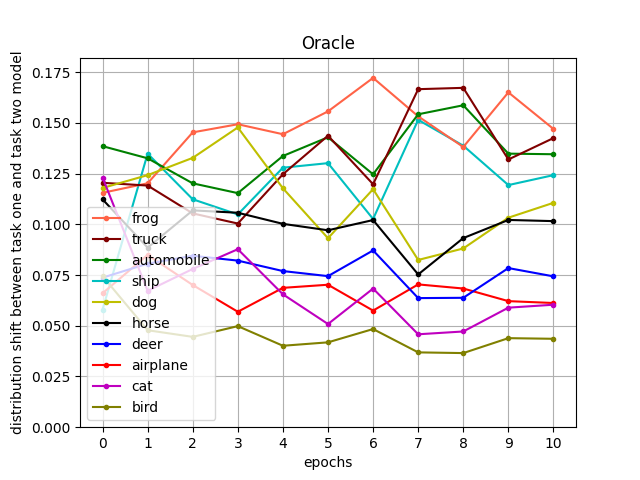 Oracle
distribution shift between task one and task two model
0.175
0.150
0.125
0.100
0.075
0.050
0.025
0.000
frog
truck
automobile
ship
dog
horse
deer
airplane
cat
bird
0 1 2 3 4 5 6 7 8 9 10
epochs